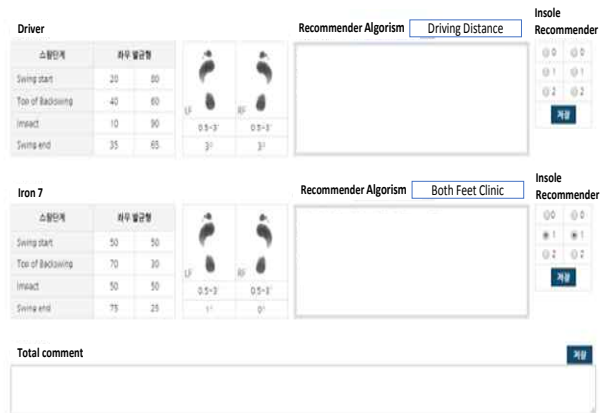 Driver
Recommender Algorism Driving Distance
Insole Recommender
스윙단계 좌우 발균형
Swing start 20 80
Top of Backswing 40 60
Impact 10 90
Swing end 35 65
LF RF
0.5~3˚ 0.5~3˚
3˚ 3˚
0 0
1 1
2 2
저장
Iron 7
Recommender Algorism Both Feet Clinic
Insole Recommender
스윙단계 좌우 발균형
Swing start 50 50
Top of Backswing 70 30
Impact 50 50
Swing end 75 25
LF RF
0.5~3˚ 0.5~3˚
1˚ 0˚
0 0
1 1
2 2
저장
Total comment
저장